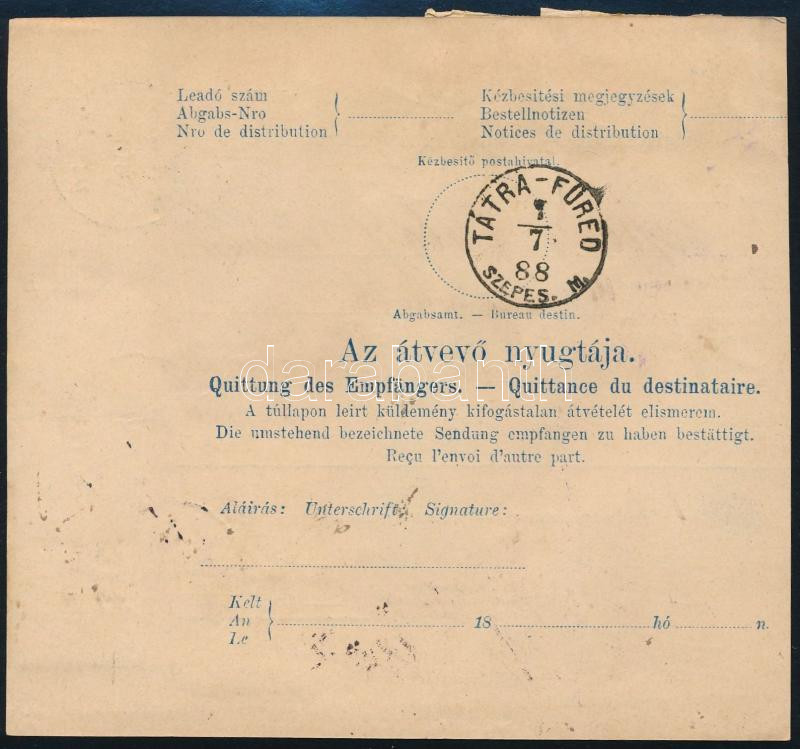 Leadó szám
Abgabs-Nro
Nro de distribution
Kézbesitési megjegyzések
Bestellnotizen
Notices de distribution
Kézbesitő postahivatal.
TÁTRA-FÜRED
7
7
88
SZEPES. M.
Abgabsamt. — Bureau destin.
Az átvevő nyugtája.
darabanth
Quittung des Empfängers. — Quittance du destinataire.
A túllapon leirt küldemény kifogástalan átvételét elismerem.
Die umstehend bezeichnete Sendung empfangen zu haben bestättigt.
Reçu l'envoi d'autre part.
Aláirás: Unterschrift: Signature:
Kelt
An
Le
18 hó n.